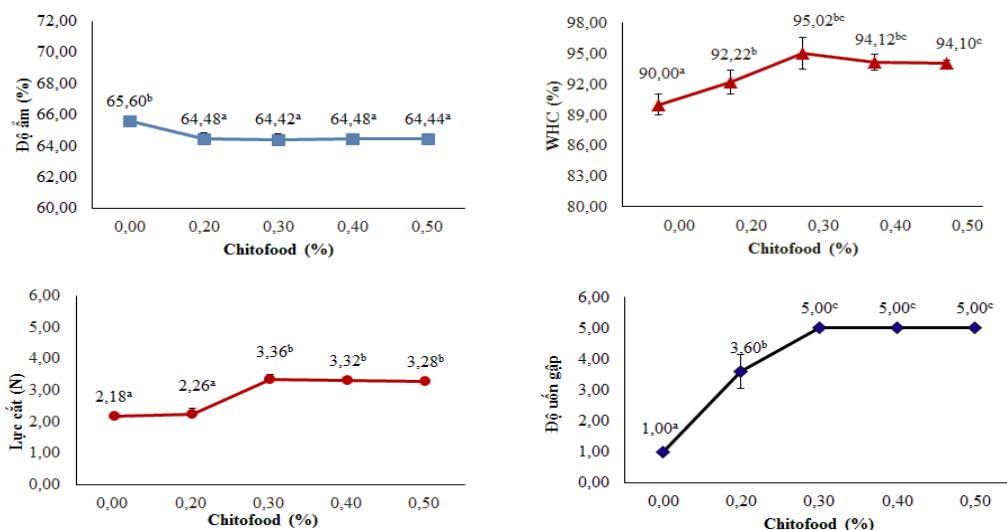 72,00
70,00
68,00
66,00
64,00
62,00
60,00
Độ ẩm (%)
65,60ᵇ
64,48ᵃ
64,42ᵃ
64,48ᵃ
64,44ᵃ
0,00 0,20 0,30 0,40 0,50
Chitofood (%)
98,00
95,00
92,00
89,00
86,00
83,00
80,00
WHC (%)
90,00ᵃ
92,22ᵇ
95,02ᵇᶜ
94,12ᵇᶜ
94,10ᶜ
0,00 0,20 0,30 0,40 0,50
Chitofood (%)
6,00
5,00
4,00
3,00
2,00
1,00
0,00
Lực cắt (N)
2,18ᵃ
2,26ᵃ
3,36ᵇ
3,32ᵇ
3,28ᵇ
0,00 0,20 0,30 0,40 0,50
Chitofood (%)
6,00
5,00
4,00
3,00
2,00
1,00
0,00
Độ uốn gập
1,00ᵃ
3,60ᵇ
5,00ᶜ
5,00ᶜ
5,00ᶜ
0,00 0,20 0,30 0,40 0,50
Chitofood (%)